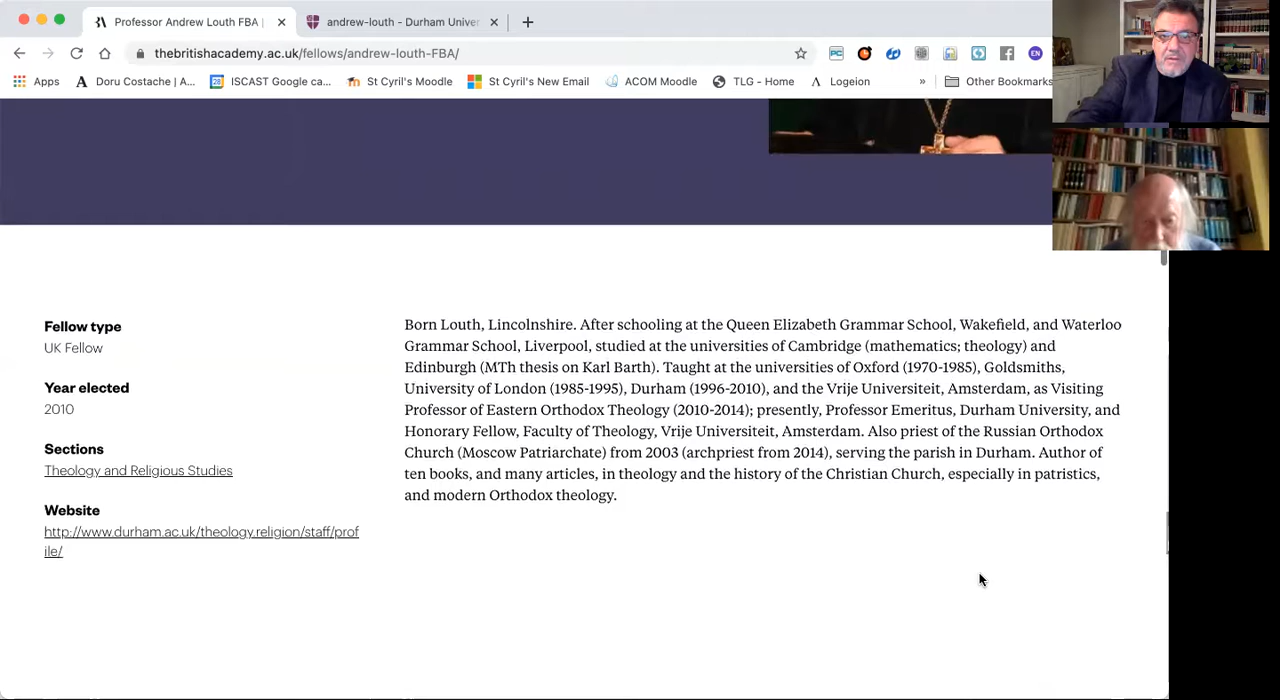 Professor Andrew Louth FBA |
andrew-louth - Durham Univer
thebritishacademy.ac.uk/fellows/andrew-louth-FBA/
PC
EN
Apps
Doru Costache | A...
28
ISCAST Google ca...
St Cyril's Moodle
St Cyril's New Email
ACOM Moodle
TLG - Home
Logeion
»
Other Bookmarks
Fellow type
UK Fellow
Year elected
2010
Sections
Theology and Religious Studies
Website
http://www.durham.ac.uk/theology.religion/staff/prof
ile/
Born Louth, Lincolnshire. After schooling at the Queen Elizabeth Grammar School, Wakefield, and Waterloo
Grammar School, Liverpool, studied at the universities of Cambridge (mathematics; theology) and
Edinburgh (MTh thesis on Karl Barth). Taught at the universities of Oxford (1970-1985), Goldsmiths,
University of London (1985-1995), Durham (1996-2010), and the Vrije Universiteit, Amsterdam, as Visiting
Professor of Eastern Orthodox Theology (2010-2014); presently, Professor Emeritus, Durham University, and
Honorary Fellow, Faculty of Theology, Vrije Universiteit, Amsterdam. Also priest of the Russian Orthodox
Church (Moscow Patriarchate) from 2003 (archpriest from 2014), serving the parish in Durham. Author of
ten books, and many articles, in theology and the history of the Christian Church, especially in patristics,
and modern Orthodox theology.